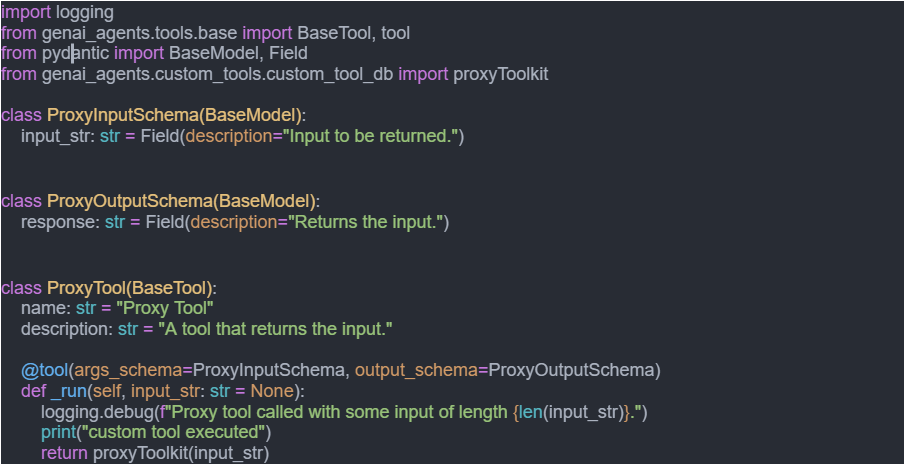 import logging
from genai_agents.tools.base import BaseTool, tool
from pydantic import BaseModel, Field
from genai_agents.custom_tools.custom_tool_db import proxyToolkit

class ProxyInputSchema(BaseModel):
    input_str: str = Field(description="Input to be returned.")


class ProxyOutputSchema(BaseModel):
    response: str = Field(description="Returns the input.")


class ProxyTool(BaseTool):
    name: str = "Proxy Tool"
    description: str = "A tool that returns the input."

    @tool(args_schema=ProxyInputSchema, output_schema=ProxyOutputSchema)
    def _run(self, input_str: str = None):
        logging.debug(f"Proxy tool called with some input of length {len(input_str)}.")
        print("custom tool executed")
        return proxyToolkit(input_str)